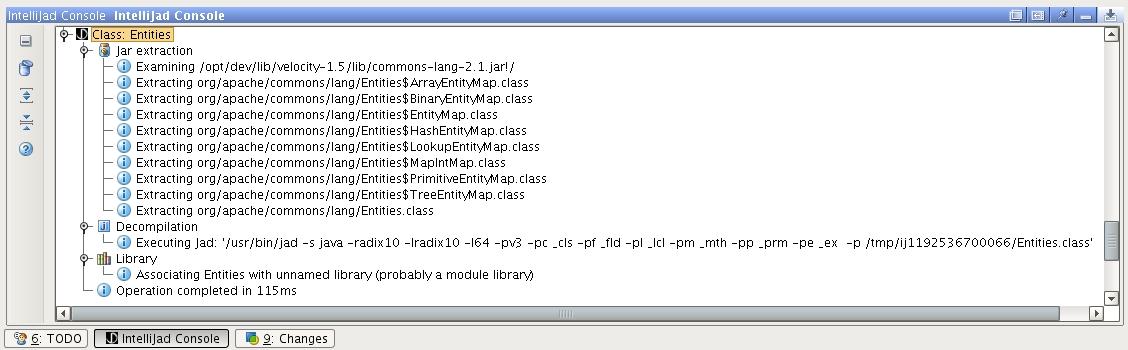 IntelliJad Console IntelliJad Console
Class: Entities
Jar extraction
Examining /opt/dev/lib/velocity-1.5/lib/commons-lang-2.1.jar!/
Extracting org/apache/commons/lang/Entities$ArrayEntityMap.class
Extracting org/apache/commons/lang/Entities$BinaryEntityMap.class
Extracting org/apache/commons/lang/Entities$EntityMap.class
Extracting org/apache/commons/lang/Entities$HashEntityMap.class
Extracting org/apache/commons/lang/Entities$LookupEntityMap.class
Extracting org/apache/commons/lang/Entities$MapIntMap.class
Extracting org/apache/commons/lang/Entities$PrimitiveEntityMap.class
Extracting org/apache/commons/lang/Entities$TreeEntityMap.class
Extracting org/apache/commons/lang/Entities.class
Decompilation
Executing Jad: '/usr/bin/jad -s java -radix10 -lradix10 -l64 -pv3 -pc _cls -pf _fld -pl _lcl -pm _mth -pp _prm -pe _ex -p /tmp/ij1192536700066/Entities.class'
Library
Associating Entities with unnamed library (probably a module library)
Operation completed in 115ms
6: TODO IntelliJad Console 9: Changes